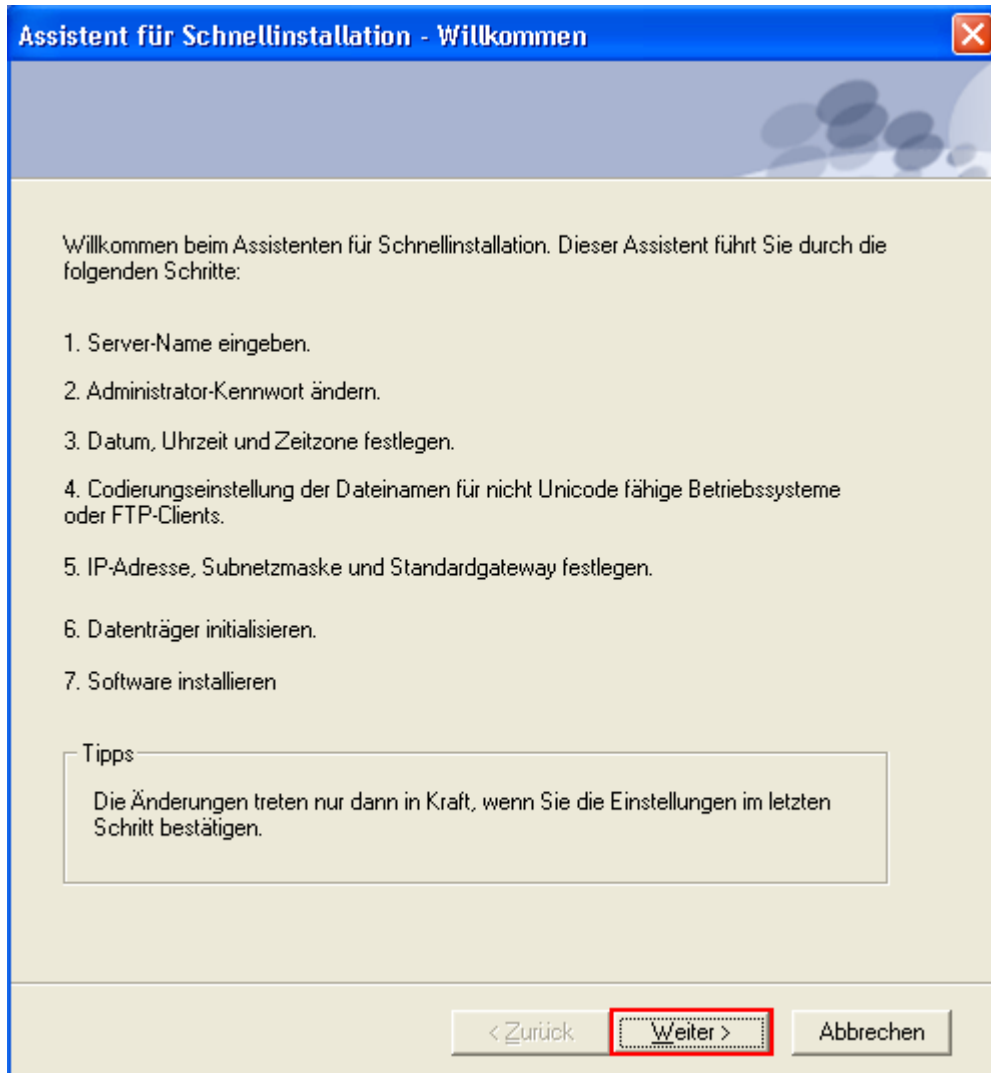 Assistent für Schnellinstallation - Willkommen
Willkommen beim Assistenten für Schnellinstallation. Dieser Assistent führt Sie durch die
folgenden Schritte:
1. Server-Name eingeben.
2. Administrator-Kennwort ändern.
3. Datum, Uhrzeit und Zeitzone festlegen.
4. Codierungseinstellung der Dateinamen für nicht Unicode fähige Betriebssysteme
oder FTP-Clients.
5. IP-Adresse, Subnetzmaske und Standardgateway festlegen.
6. Datenträger initialisieren.
7. Software installieren
Tipps
Die Änderungen treten nur dann in Kraft, wenn Sie die Einstellungen im letzten
Schritt bestätigen.
< Zurück Weiter > Abbrechen